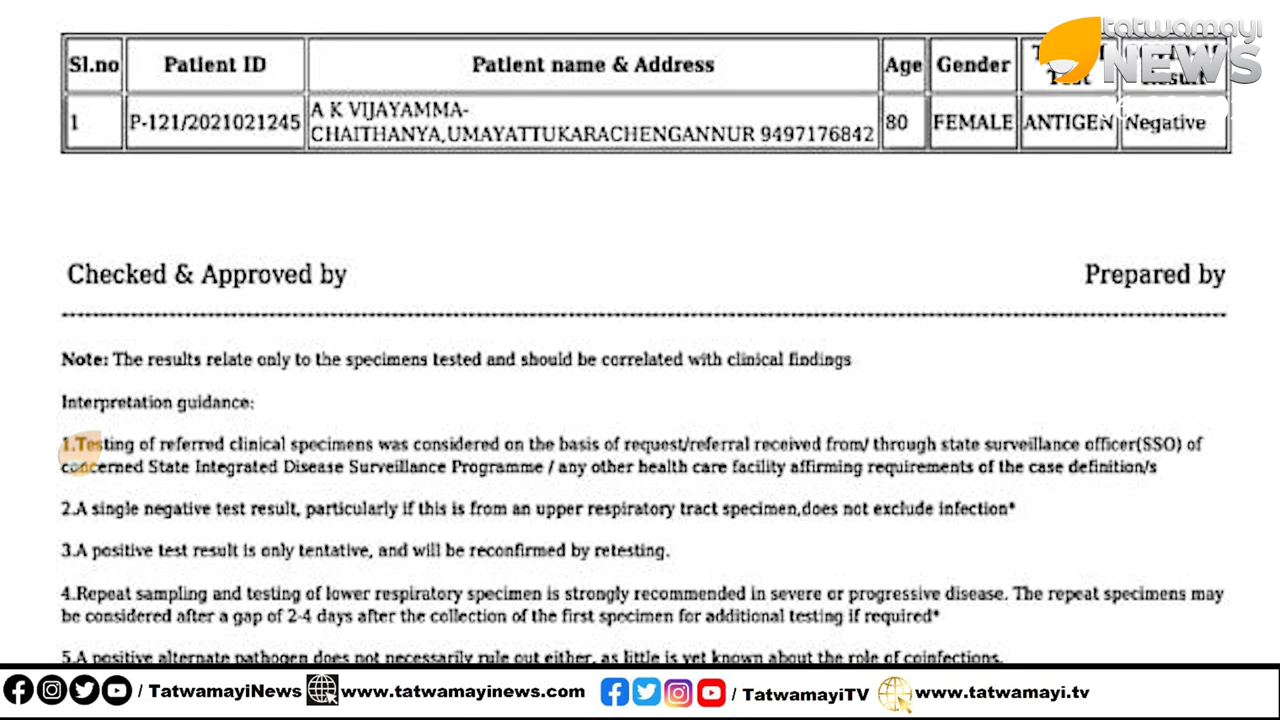 tatwamayi
NEWS
Sl.no Patient ID Patient name & Address Age Gender Test Result
1 P-121/2021021245 A K VIJAYAMMA-
CHAITHANYA,UMAYATTUKARACHENGANNUR 9497176842 80 FEMALE ANTIGEN Negative
Checked & Approved by Prepared by
Note: The results relate only to the specimens tested and should be correlated with clinical findings
Interpretation guidance:
1.Testing of referred clinical specimens was considered on the basis of request/referral received from/ through state surveillance officer(SSO) of
concerned State Integrated Disease Surveillance Programme / any other health care facility affirming requirements of the case definition/s
2.A single negative test result, particularly if this is from an upper respiratory tract specimen,does not exclude infection*
3.A positive test result is only tentative, and will be reconfirmed by retesting.
4.Repeat sampling and testing of lower respiratory specimen is strongly recommended in severe or progressive disease. The repeat specimens may
be considered after a gap of 2-4 days after the collection of the first specimen for additional testing if required*
5.A positive alternate pathogen does not necessarily rule out either, as little is yet known about the role of coinfections.
/ TatwamayiNews www.tatwamayinews.com / TatwamayiTV www.tatwamayi.tv